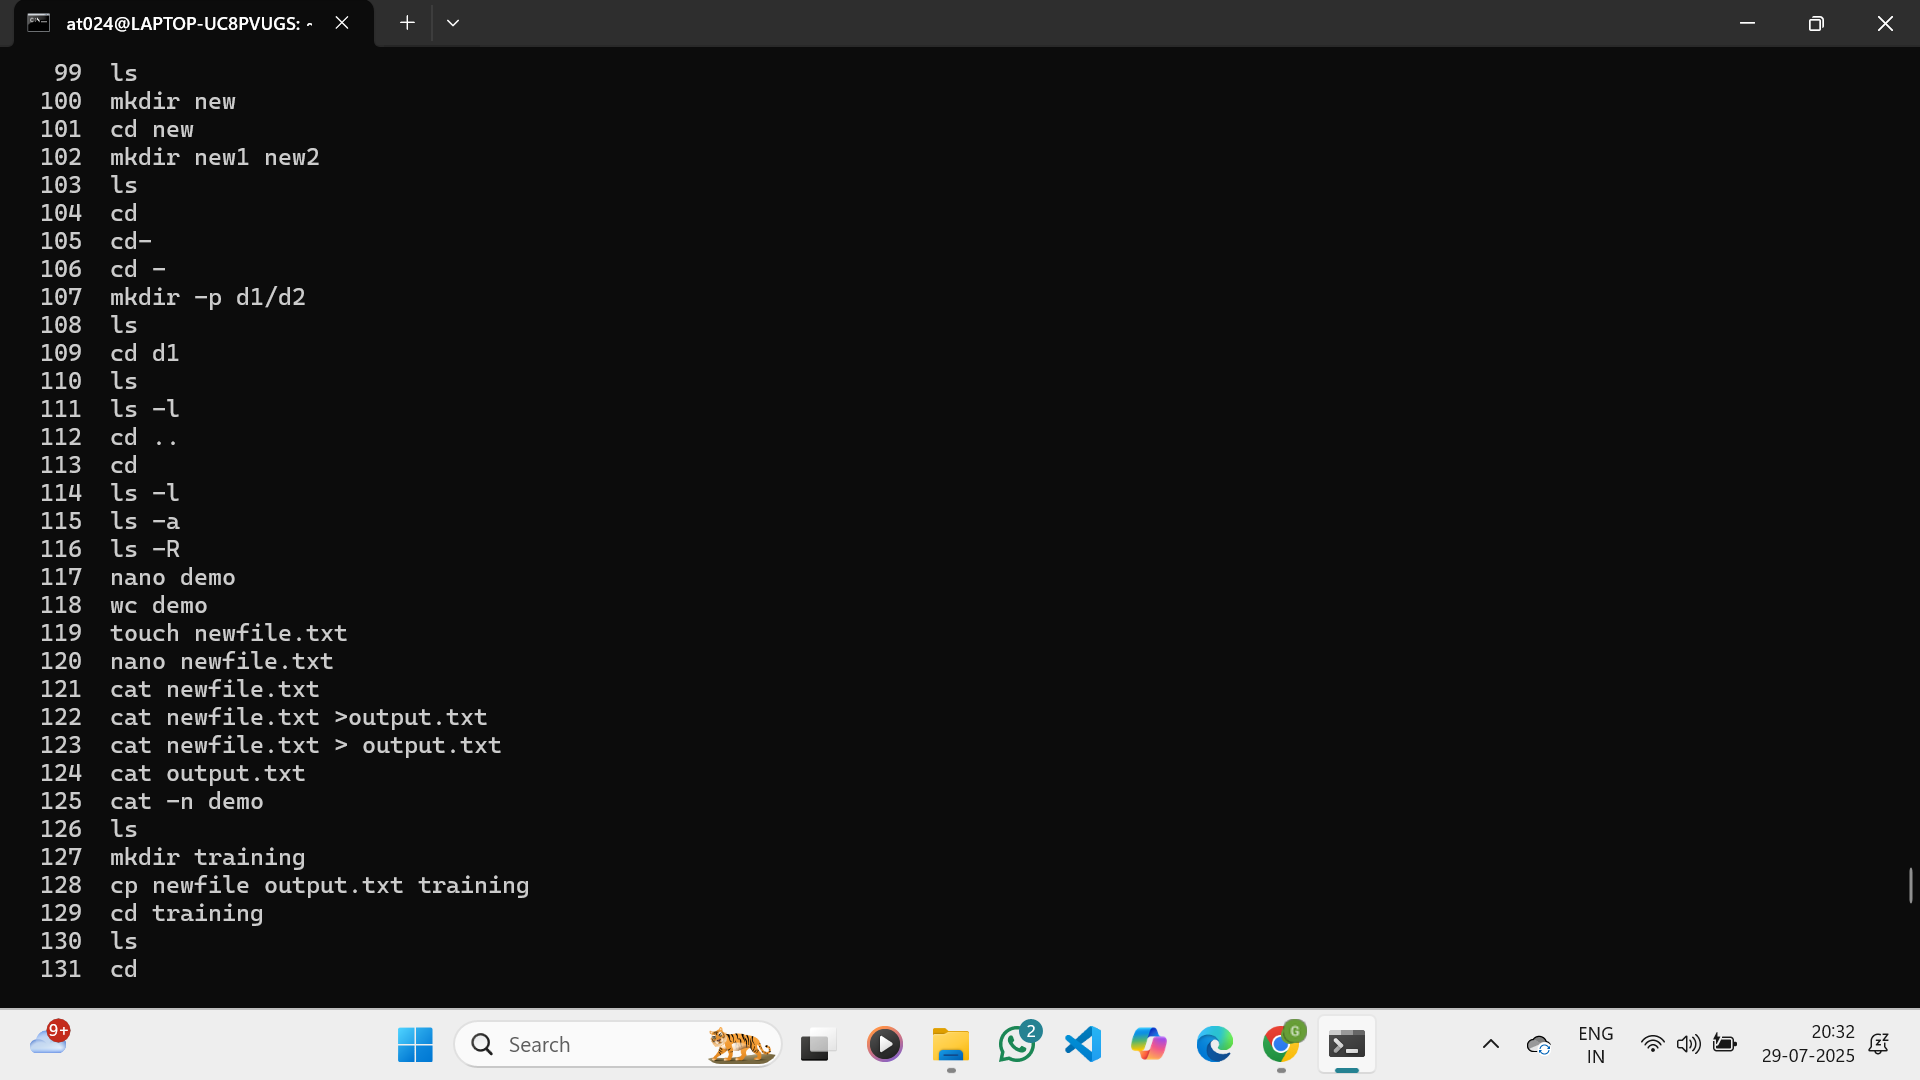 at024@LAPTOP-UC8PVUGS: ~
99 ls
100 mkdir new
101 cd new
102 mkdir new1 new2
103 ls
104 cd
105 cd-
106 cd -
107 mkdir -p d1/d2
108 ls
109 cd d1
110 ls
111 ls -l
112 cd ..
113 cd
114 ls -l
115 ls -a
116 ls -R
117 nano demo
118 wc demo
119 touch newfile.txt
120 nano newfile.txt
121 cat newfile.txt
122 cat newfile.txt >output.txt
123 cat newfile.txt > output.txt
124 cat output.txt
125 cat -n demo
126 ls
127 mkdir training
128 cp newfile output.txt training
129 cd training
130 ls
131 cd
9+
Search
2
G
ENG
IN
20:32
29-07-2025